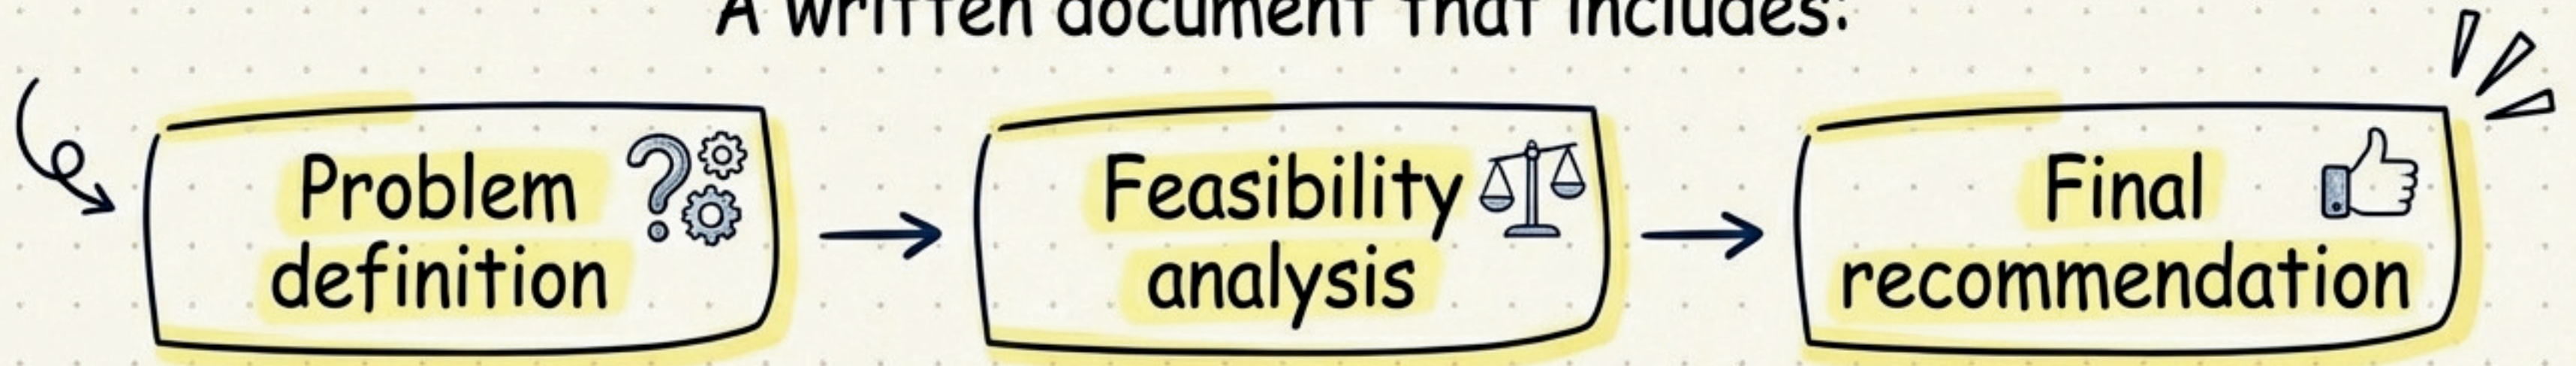 A written document that includes:
Problem
definition
Feasibility
analysis
Final
recommendation